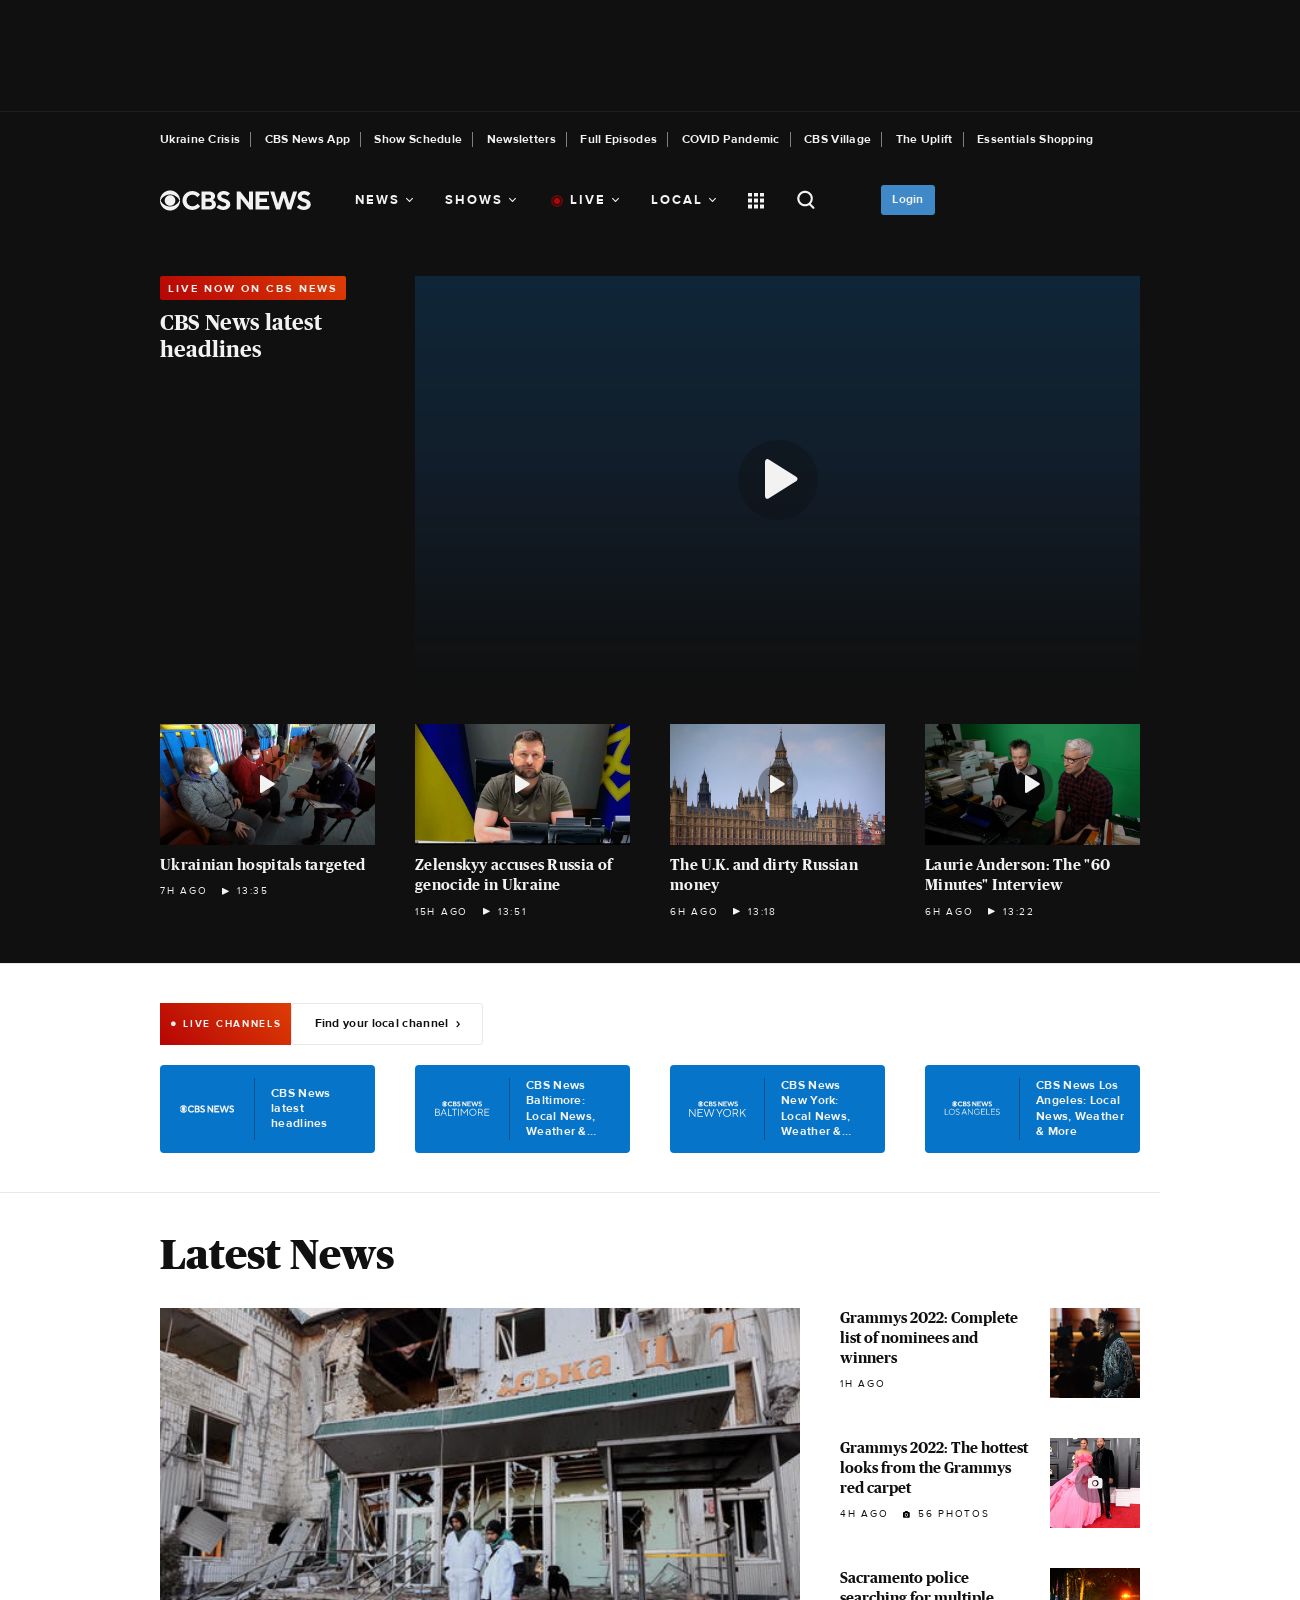 Ukraine Crisis
CBS News App
Show Schedule
Newsletters
Full Episodes
COVID Pandemic
CBS Village
The Uplift
Essentials Shopping
CBS NEWS
NEWS
SHOWS
LIVE
LOCAL
Login
LIVE NOW ON CBS NEWS
CBS News latest
headlines
Ukrainian hospitals targeted
7H AGO 13:35
Zelenskyy accuses Russia of
genocide in Ukraine
15H AGO 13:51
The U.K. and dirty Russian
money
6H AGO 13:18
Laurie Anderson: The "60
Minutes" Interview
6H AGO 13:22
LIVE CHANNELS
Find your local channel ›
CBS NEWS
CBS News
latest
headlines
CBS NEWS
BALTIMORE
CBS News
Baltimore:
Local News,
Weather &...
CBS NEWS
NEW YORK
CBS News
New York:
Local News,
Weather &...
CBS NEWS
LOS ANGELES
CBS News Los
Angeles: Local
News, Weather
& More
Latest News
ська Ц
Grammys 2022: Complete
list of nominees and
winners
1H AGO
Grammys 2022: The hottest
looks from the Grammys
red carpet
4H AGO 56 PHOTOS
Sacramento police
searching for multiple